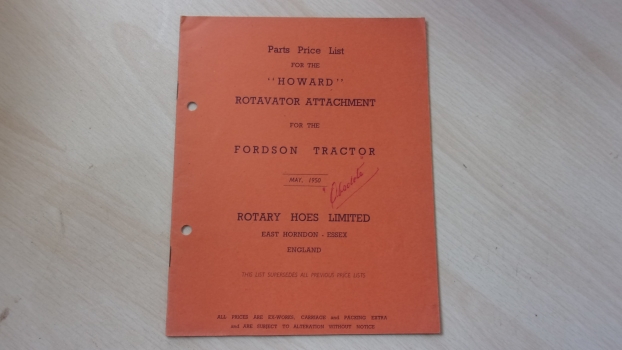 Parts Price List
FOR THE
"HOWARD"
ROTAVATOR ATTACHMENT
FOR THE
FORDSON TRACTOR
MAY, 1950
"Obsolete"
ROTARY HOES LIMITED
EAST HORNDON - ESSEX
ENGLAND
THIS LIST SUPERSEDES ALL PREVIOUS PRICE LISTS
ALL PRICES ARE EX-WORKS, CARRIAGE and PACKING EXTRA
and ARE SUBJECT TO ALTERATION WITHOUT NOTICE